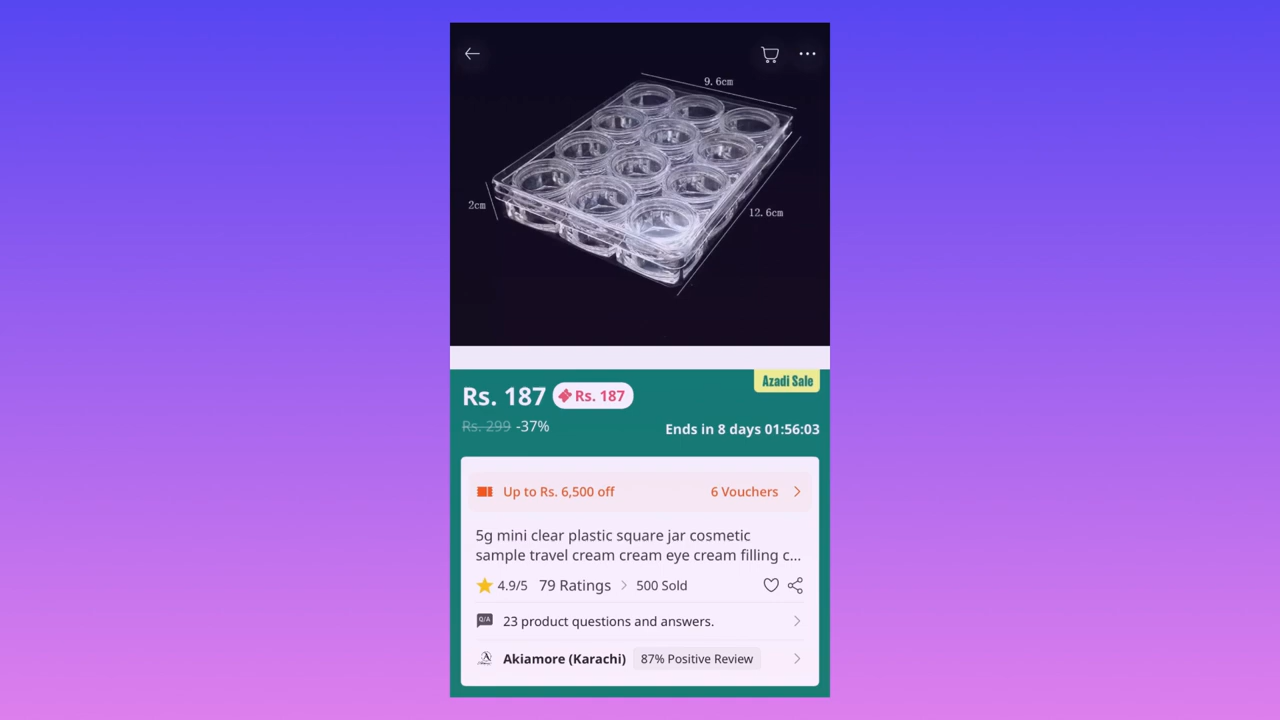 9.6cm
2cm
12.6cm
Azadi Sale
Rs. 187 Rs. 187
Rs. 299 -37%
Ends in 8 days 01:56:03
Up to Rs. 6,500 off 6 Vouchers
5g mini clear plastic square jar cosmetic
sample travel cream cream eye cream filling c...
4.9/5 79 Ratings 500 Sold
Q/A 23 product questions and answers.
Akiamore (Karachi) 87% Positive Review